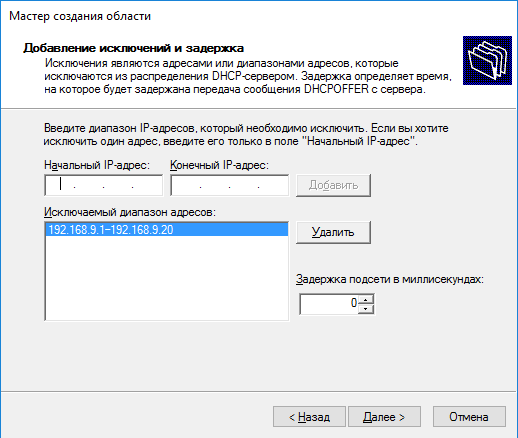 Мастер создания области
Добавление исключений и задержка
Исключения являются адресами или диапазонами адресов, которые
исключаются из распределения DHCP-сервером. Задержка определяет время,
на которое будет задержана передача сообщения DHCPOFFER с сервера.
Введите диапазон IP-адресов, который необходимо исключить. Если вы хотите
исключить один адрес, введите его только в поле "Начальный IP-адрес".
Начальный IP-адрес: Конечный IP-адрес:
. . . . . . Добавить
Исключаемый диапазон адресов:
192.168.9.1-192.168.9.20 Удалить
Задержка подсети в миллисекундах:
0
< Назад Далее > Отмена